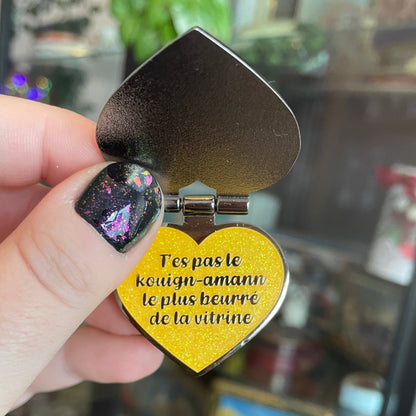 T'es pas le
kouign-amann
le plus beurré
de la vitrine